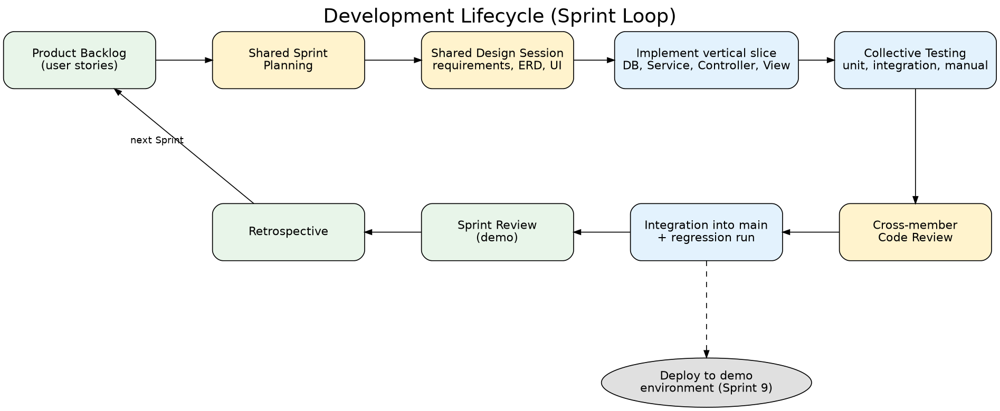 Development Lifecycle (Sprint Loop)
Product Backlog
(user stories)
Shared Sprint
Planning
Shared Design Session
requirements, ERD, UI
Implement vertical slice
DB, Service, Controller, View
Collective Testing
unit, integration, manual
next Sprint
Retrospective
Sprint Review
(demo)
Integration into main
+ regression run
Cross-member
Code Review
Deploy to demo
environment (Sprint 9)